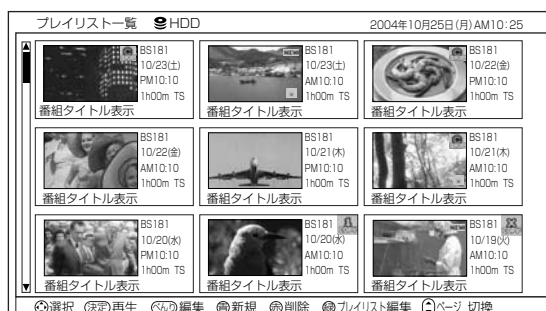 プレイリスト一覧 HDD 2004年10月25日(月)AM10:25
BS181
10/23(土)
PM10:10
1h00m TS
番組タイトル表示
NEW
BS181
10/23(土)
AM10:10
1h00m TS
番組タイトル表示
BS181
10/22(金)
PM10:10
1h00m TS
番組タイトル表示
BS181
10/22(金)
AM10:10
1h00m TS
番組タイトル表示
BS181
10/21(木)
PM10:10
1h00m TS
番組タイトル表示
BS181
10/21(木)
AM10:10
1h00m TS
番組タイトル表示
BS181
10/20(水)
PM10:10
1h00m TS
番組タイトル表示
BS181
10/20(水)
AM10:10
1h00m TS
番組タイトル表示
BS181
10/19(火)
AM10:10
1h00m TS
番組タイトル表示
選択 決定 再生 編集 青 新規 赤 削除 緑 プレイリスト編集 ページ 切換